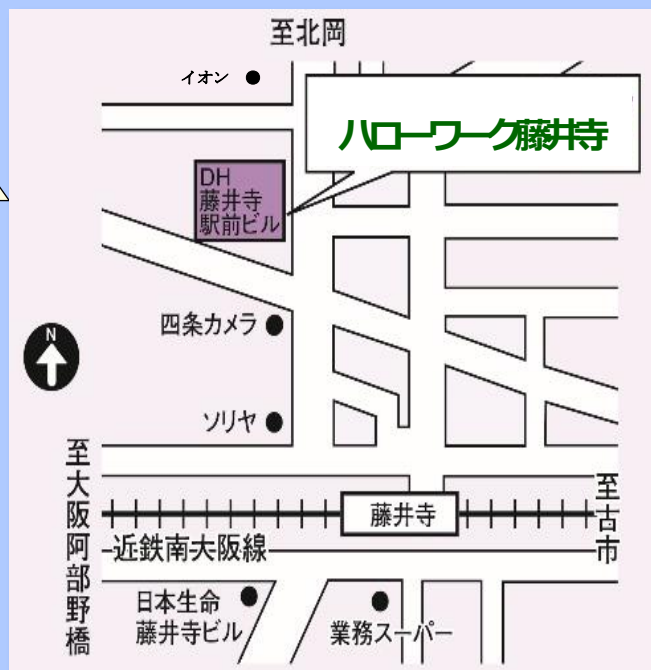 至北岡
イオン
ハローワーク藤井寺
DH
藤井寺
駅前ビル
四条カメラ
N
ソリヤ
至大阪阿部野橋
藤井寺
至古市
近鉄南大阪線
日本生命
藤井寺ビル
業務スーパー